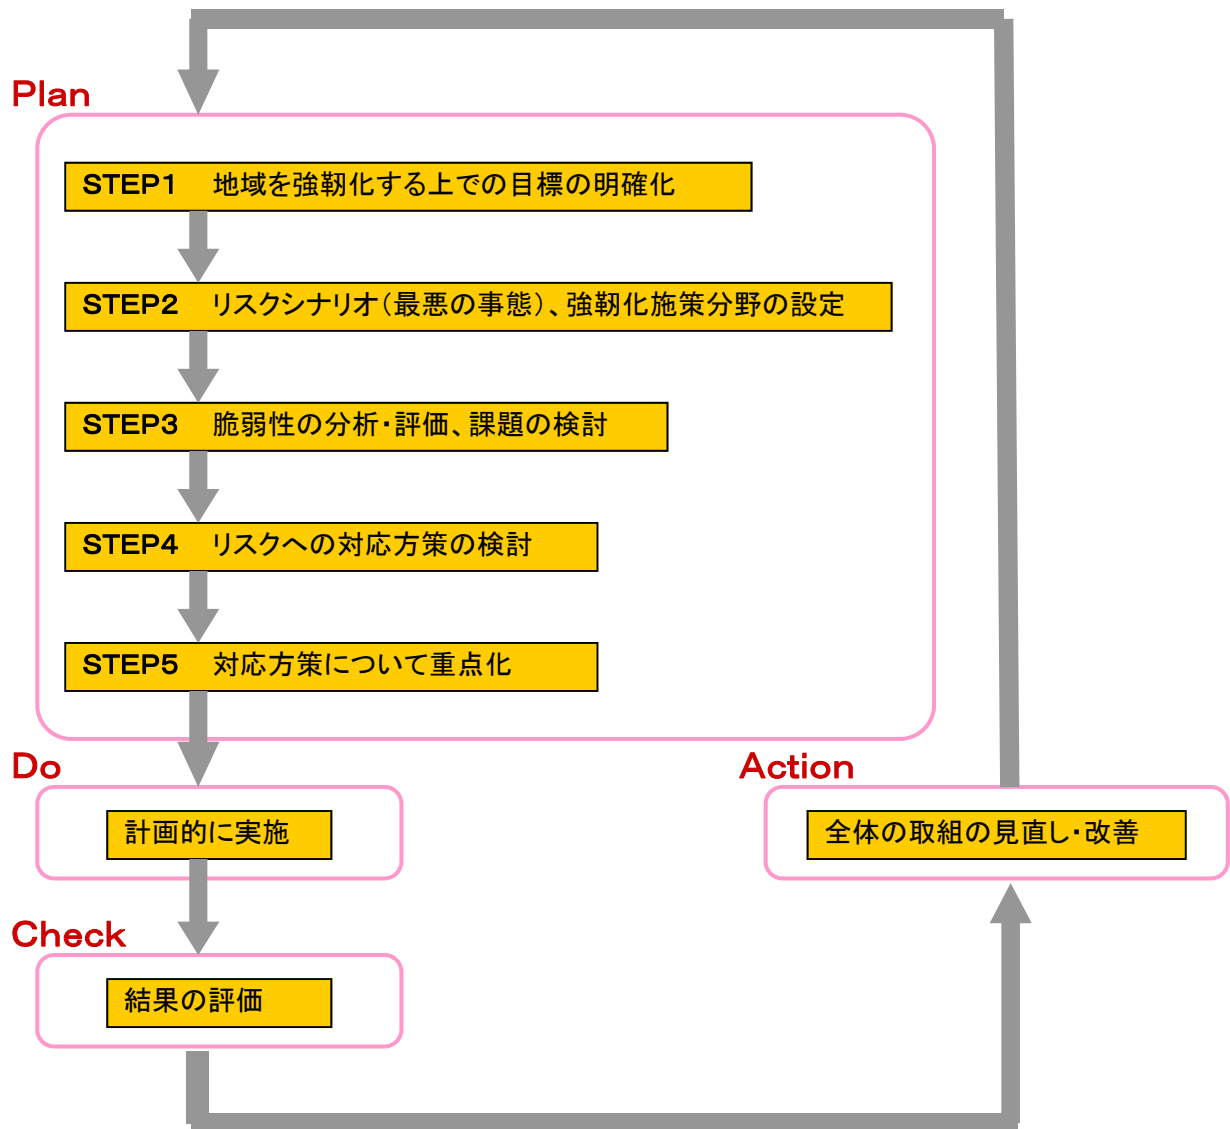 Plan
STEP1　地域を強靭化する上での目標の明確化
STEP2　リスクシナリオ（最悪の事態）、強靭化施策分野の設定
STEP3　脆弱性の分析・評価、課題の検討
STEP4　リスクへの対応方策の検討
STEP5　対応方策について重点化
Do
計画的に実施
Action
全体の取組の見直し・改善
Check
結果の評価